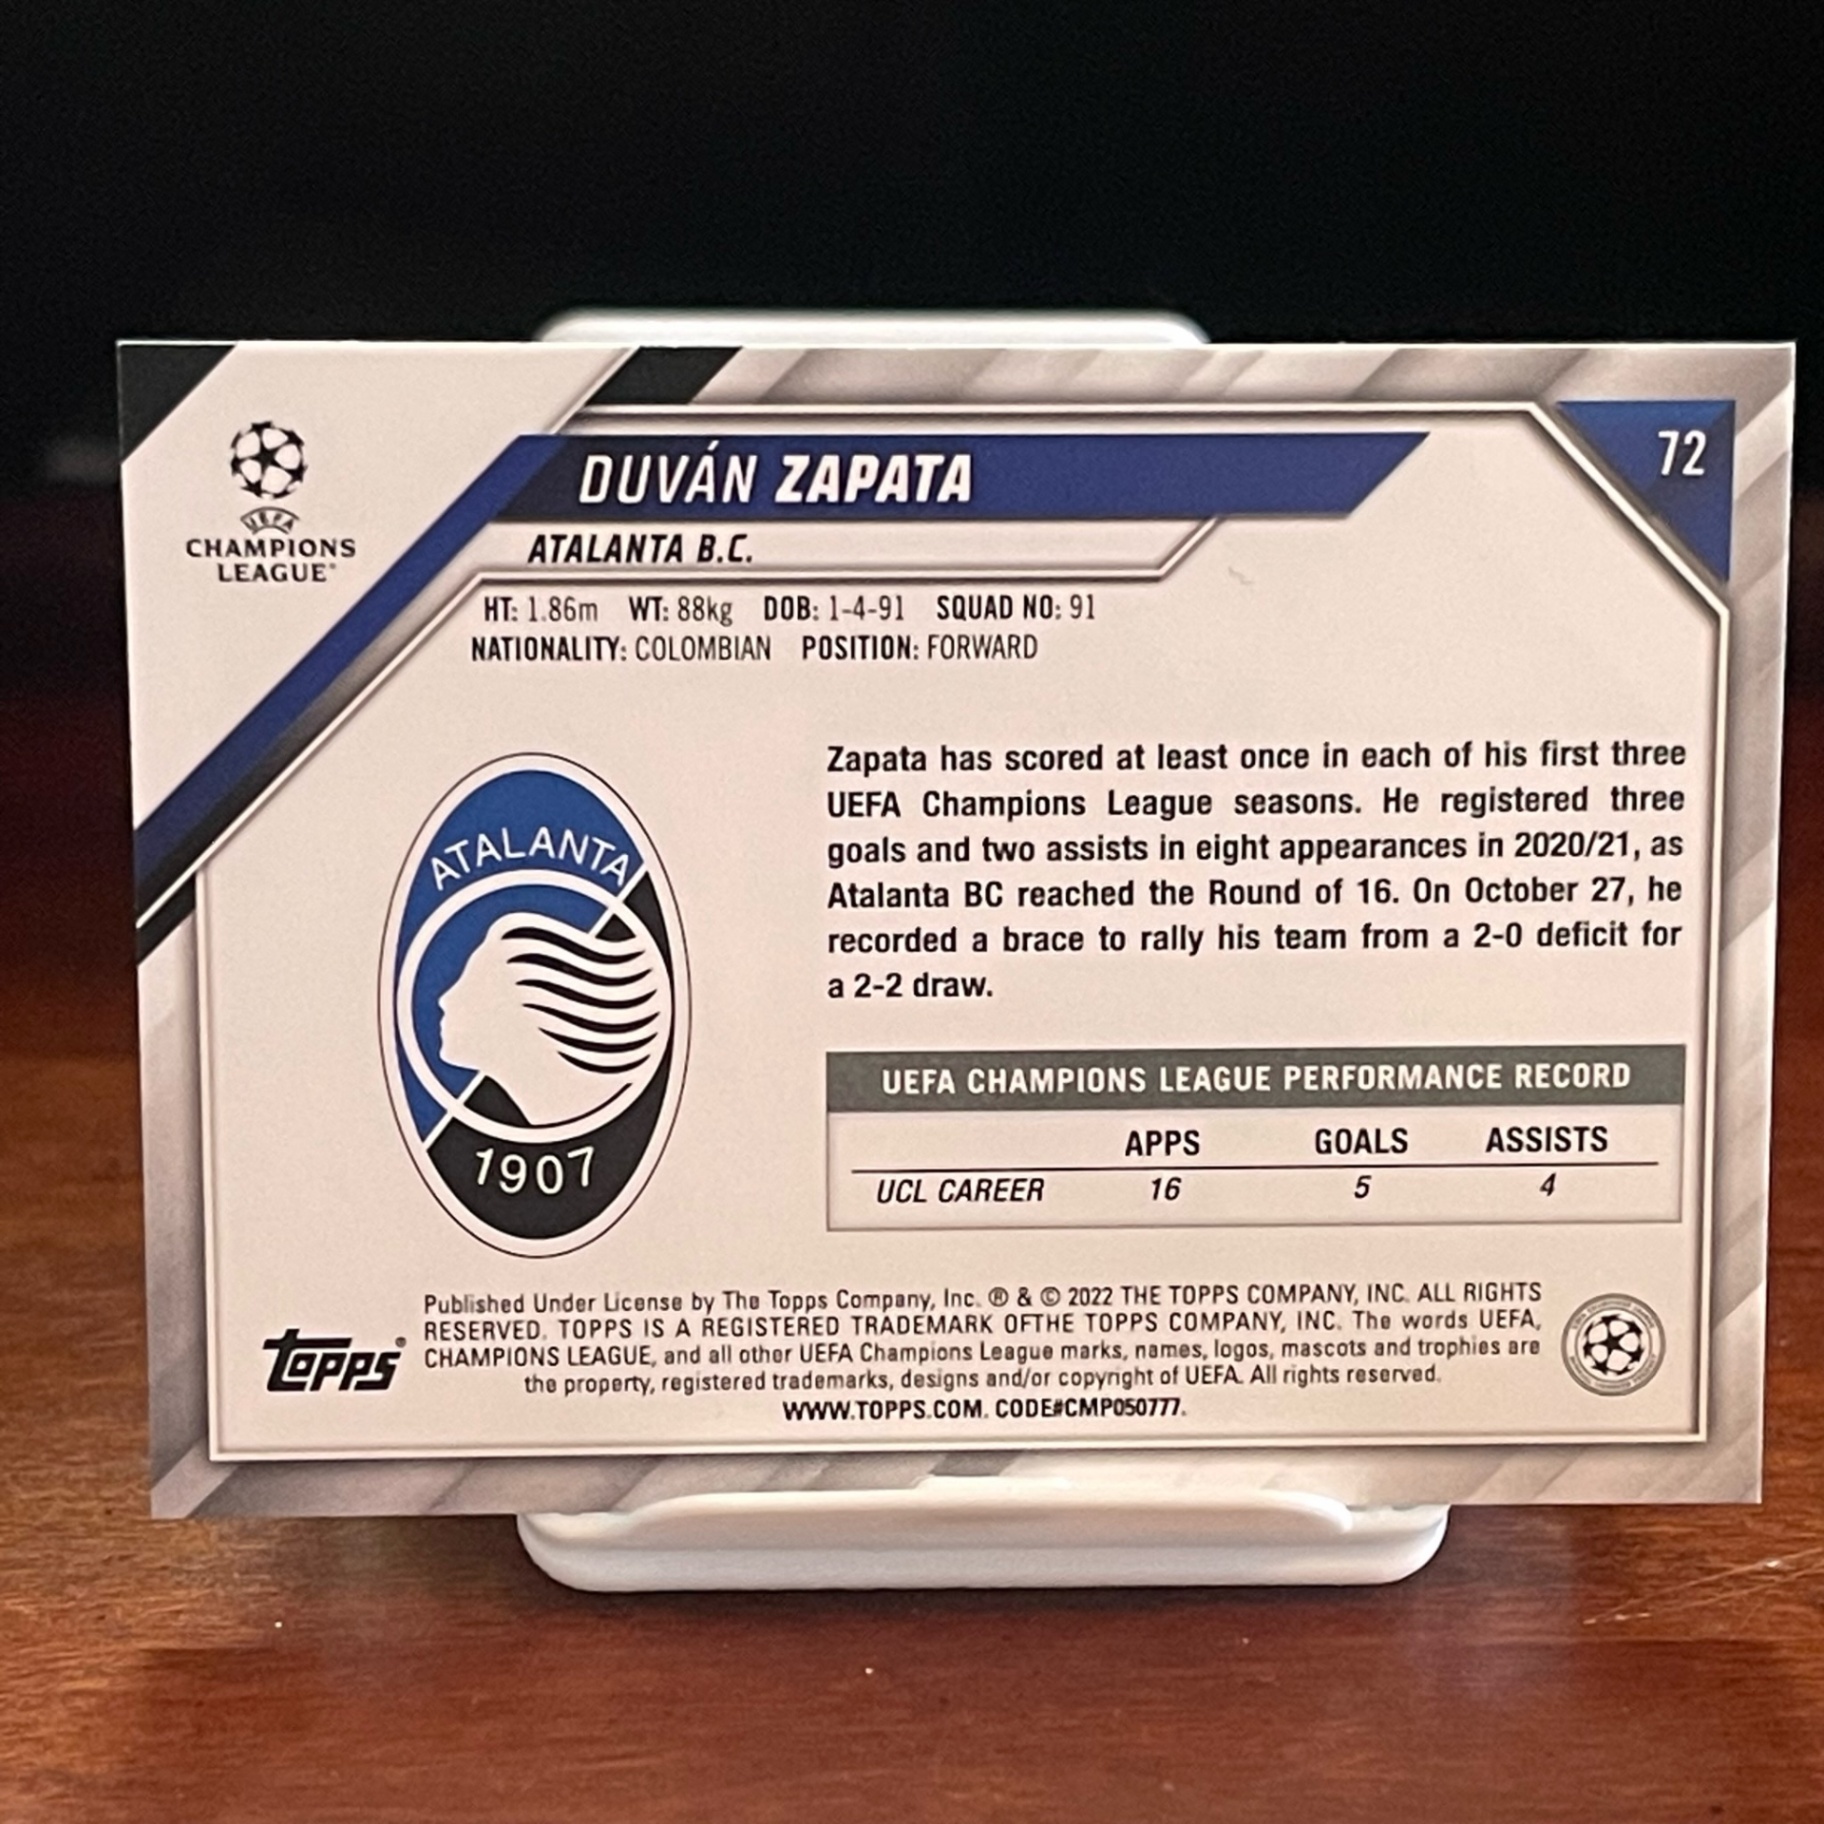 UEFA
CHAMPIONS
LEAGUE®
DUVÁN ZAPATA
72
ATALANTA B.C.
HT: 1.86m WT: 88kg DOB: 1-4-91 SQUAD NO: 91
NATIONALITY: COLOMBIAN POSITION: FORWARD
ATALANTA
1907
Zapata has scored at least once in each of his first three
UEFA Champions League seasons. He registered three
goals and two assists in eight appearances in 2020/21, as
Atalanta BC reached the Round of 16. On October 27, he
recorded a brace to rally his team from a 2-0 deficit for
a 2-2 draw.
UEFA CHAMPIONS LEAGUE PERFORMANCE RECORD
APPS GOALS ASSISTS
UCL CAREER 16 5 4
topps®
Published Under License by The Topps Company, Inc. ® & © 2022 THE TOPPS COMPANY, INC. ALL RIGHTS
RESERVED. TOPPS IS A REGISTERED TRADEMARK OFTHE TOPPS COMPANY, INC. The words UEFA,
CHAMPIONS LEAGUE, and all other UEFA Champions League marks, names, logos, mascots and trophies are
the property, registered trademarks, designs and/or copyright of UEFA. All rights reserved.
WWW.TOPPS.COM. CODE#CMP050777.